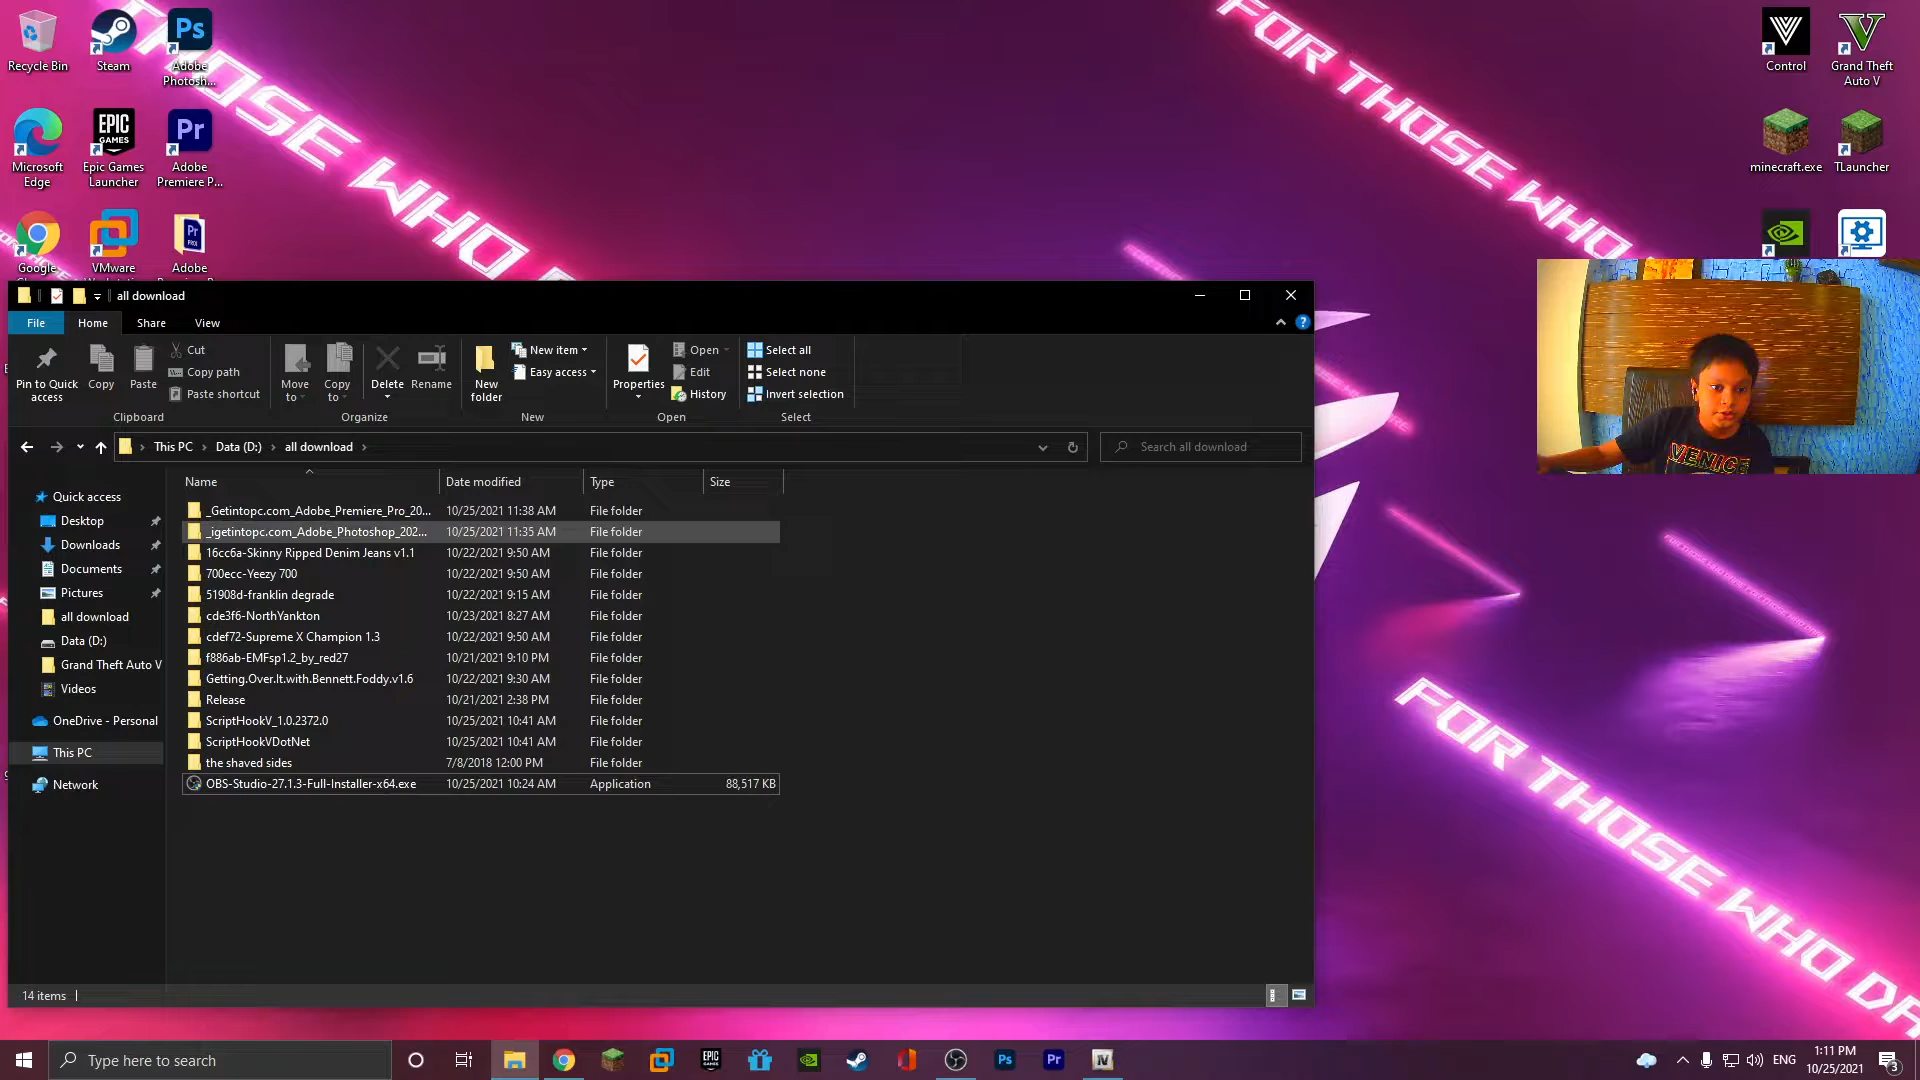 Recycle Bin
Steam
Adobe
Photosh...
Microsoft
Edge
EPIC
GAMES
Epic Games
Launcher
Adobe
Premiere P...
Google
VMware
Adobe
Control
Grand Theft
Auto V
minecraft.exe
TLauncher
THOSE WHO
FOR THOSE WHO
FOR THOSE WHO DA
VENICE
all download
File
Home
Share
View
Pin to Quick
access
Copy
Paste
Cut
Copy path
Paste shortcut
Clipboard
Move
to
Copy
to
Delete
Rename
Organize
New
folder
New item
Easy access
New
Properties
Open
Edit
History
Open
Select all
Select none
Invert selection
Select
This PC > Data (D:) > all download >
Search all download
Name
Date modified
Type
Size
Quick access
Desktop
Downloads
Documents
Pictures
all download
Data (D:)
Grand Theft Auto V
Videos
OneDrive - Personal
This PC
Network
_Getintopc.com_Adobe_Premiere_Pro_20... 10/25/2021 11:38 AM File folder
_igetintopc.com_Adobe_Photoshop_202... 10/25/2021 11:35 AM File folder
16cc6a-Skinny Ripped Denim Jeans v1.1 10/22/2021 9:50 AM File folder
700ecc-Yeezy 700 10/22/2021 9:50 AM File folder
51908d-franklin degrade 10/22/2021 9:15 AM File folder
cde3f6-NorthYankton 10/23/2021 8:27 AM File folder
cdef72-Supreme X Champion 1.3 10/22/2021 9:50 AM File folder
f886ab-EMFsp1.2_by_red27 10/21/2021 9:10 PM File folder
Getting.Over.It.with.Bennett.Foddy.v1.6 10/22/2021 9:30 AM File folder
Release 10/21/2021 2:38 PM File folder
ScriptHookV_1.0.2372.0 10/25/2021 10:41 AM File folder
ScriptHookVDotNet 10/25/2021 10:41 AM File folder
the shaved sides 7/8/2018 12:00 PM File folder
OBS-Studio-27.1.3-Full-Installer-x64.exe 10/25/2021 10:24 AM Application 88,517 KB
14 items
Type here to search
ENG
1:11 PM
10/25/2021
3